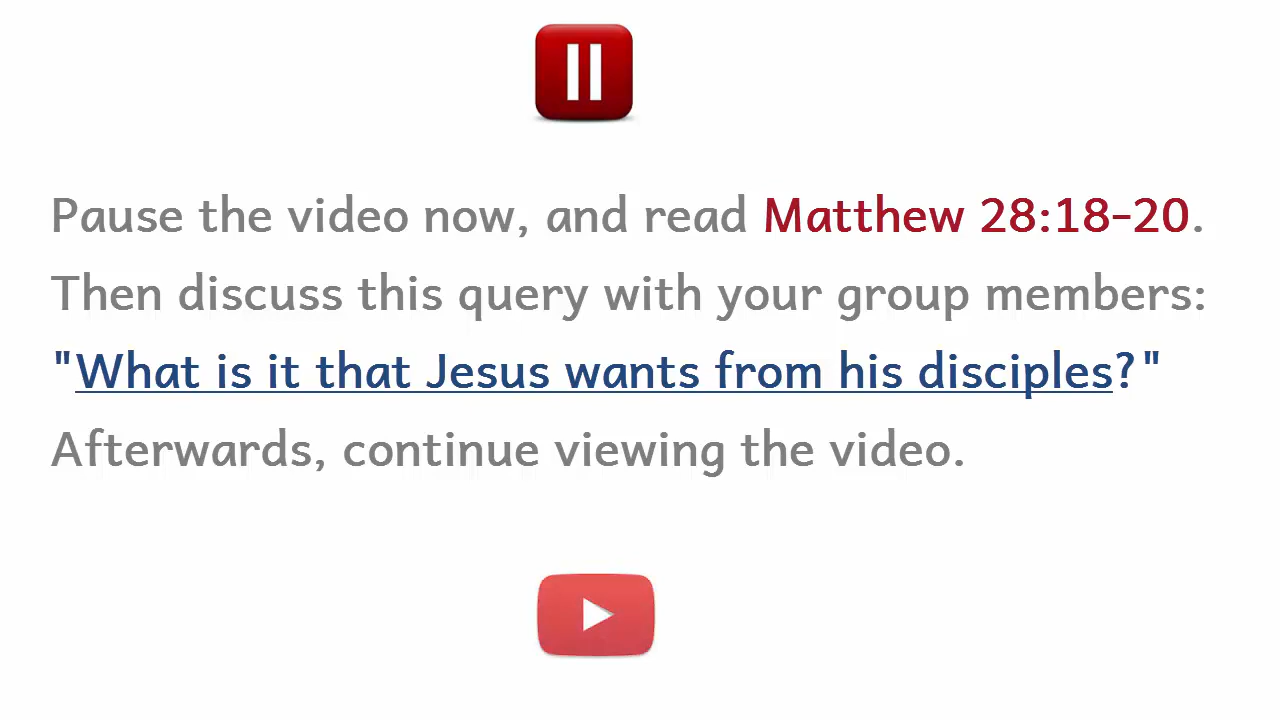 Pause the video now, and read Matthew 28:18-20.
Then discuss this query with your group members:
"What is it that Jesus wants from his disciples?"
Afterwards, continue viewing the video.